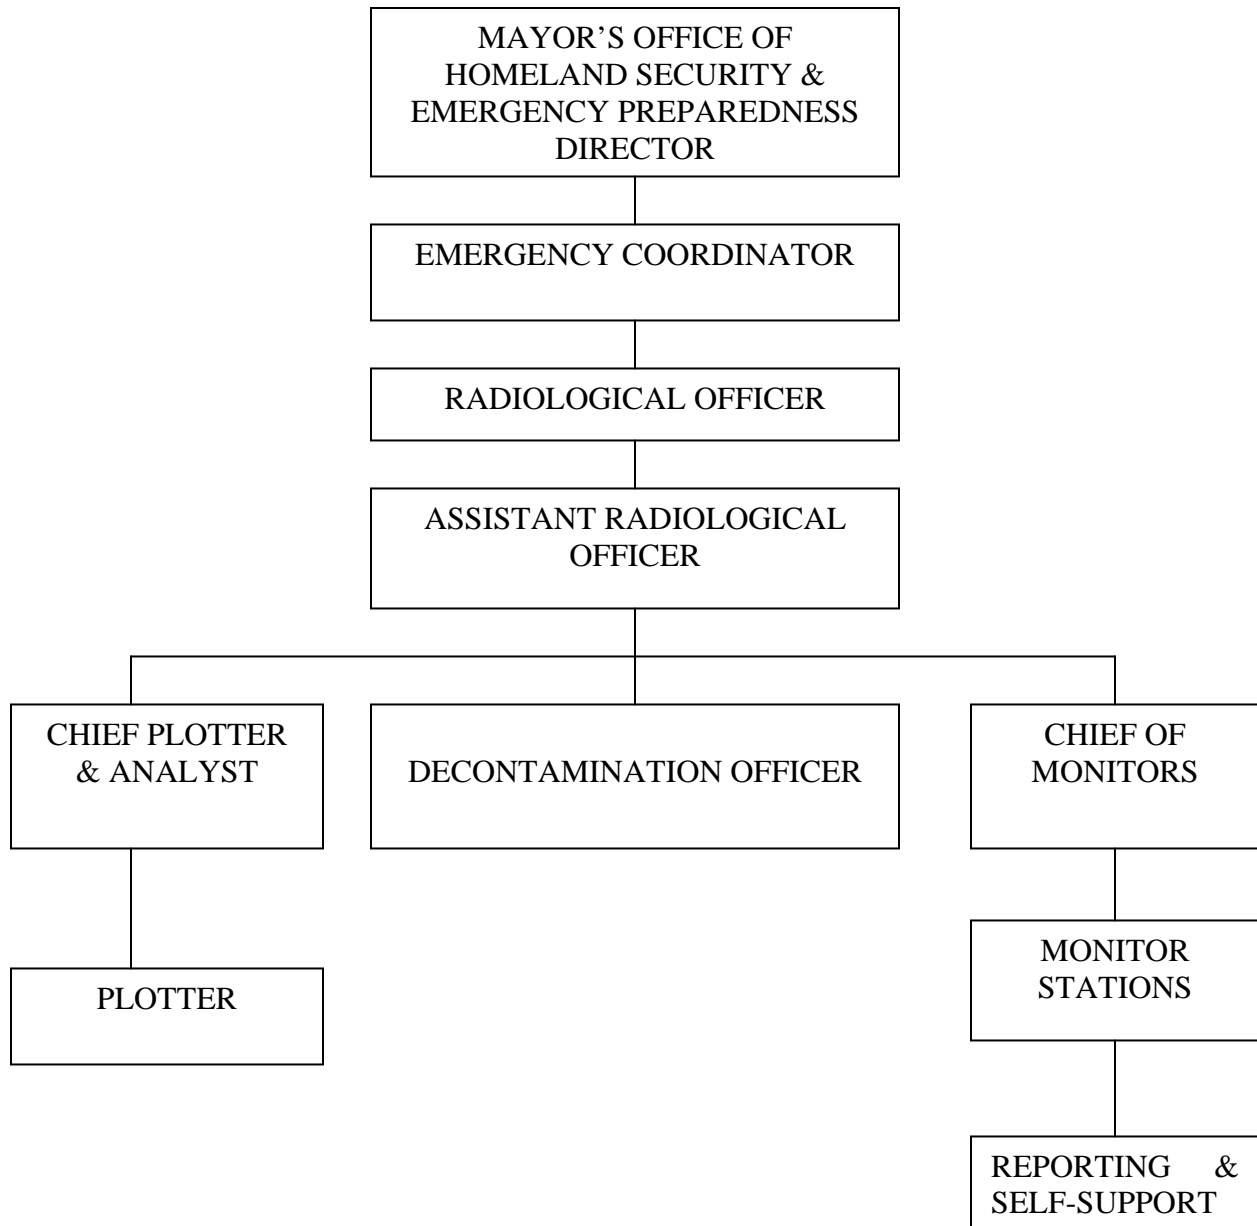 MAYOR’S OFFICE OF
HOMELAND SECURITY &
EMERGENCY PREPAREDNESS
DIRECTOR
EMERGENCY COORDINATOR
RADIOLOGICAL OFFICER
ASSISTANT RADIOLOGICAL
OFFICER
CHIEF PLOTTER
& ANALYST
DECONTAMINATION OFFICER
CHIEF OF
MONITORS
PLOTTER
MONITOR
STATIONS
REPORTING &
SELF-SUPPORT